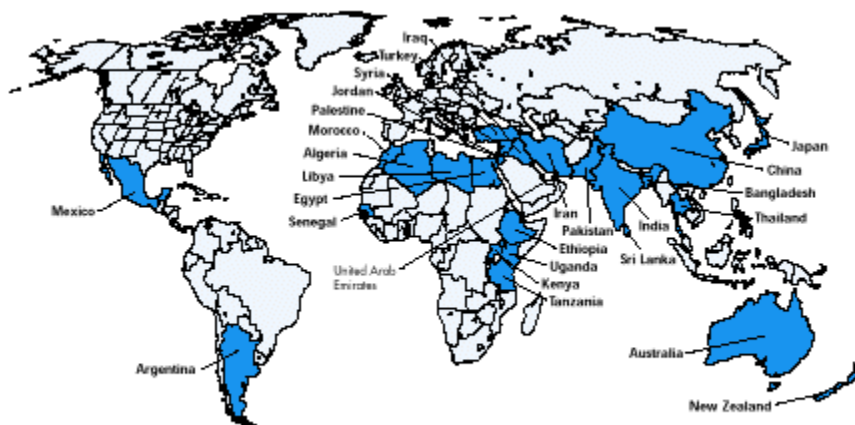 Iraq
Turkey
Syria
Jordan
Palestine
Morocco
Algeria
Libya
Egypt
Senegal
Mexico
United Arab
Emirates
Iran
Pakistan
India
Ethiopia
Uganda
Kenya
Tanzania
Sri Lanka
Japan
China
Bangladesh
Thailand
Argentina
Australia
New Zealand